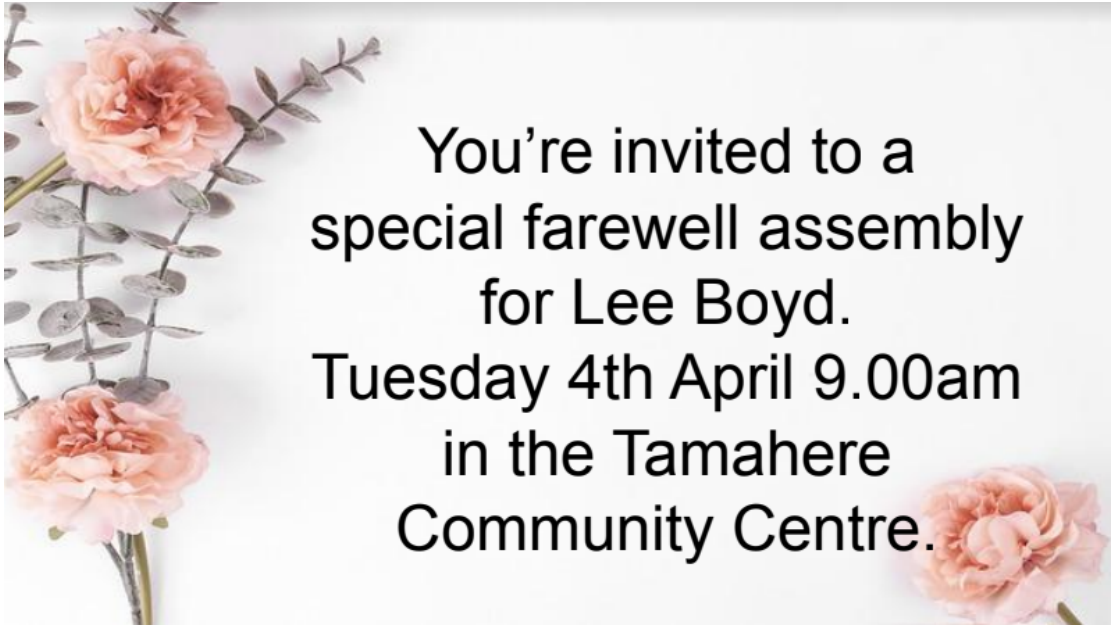 You’re invited to a
special farewell assembly
for Lee Boyd.
Tuesday 4th April 9.00am
in the Tamahere
Community Centre.